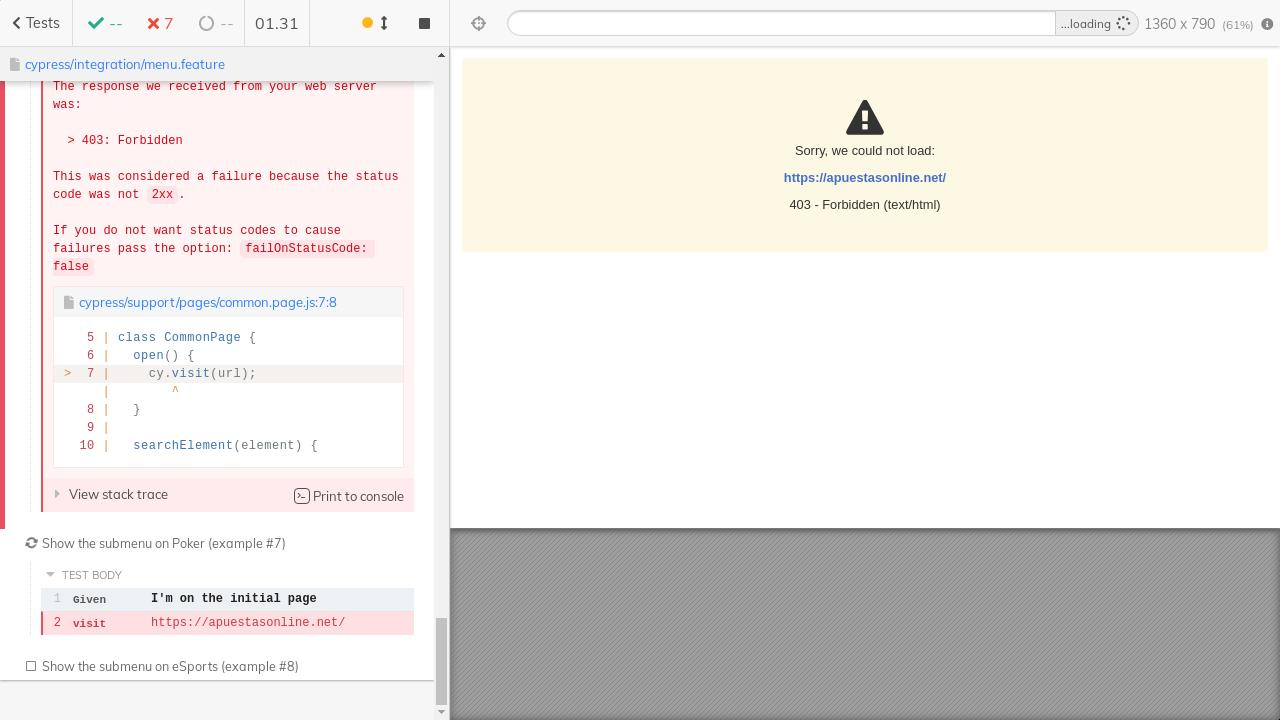 Tests
--
7
--
01.31
...loading
1360 x 790 (61%)
cypress/integration/menu.feature
The response we received from your web server
was:
> 403: Forbidden
This was considered a failure because the status
code was not 2xx.
If you do not want status codes to cause
failures pass the option: failOnStatusCode:
false
cypress/support/pages/common.page.js:7:8
5 | class CommonPage {
6 |   open() {
> 7 |     cy.visit(url);
|        ^
8 |   }
9 |
10 |   searchElement(element) {
View stack trace
Print to console
Show the submenu on Poker (example #7)
TEST BODY
1 Given I'm on the initial page
2 visit https://apuestasonline.net/
Show the submenu on eSports (example #8)
Sorry, we could not load:
https://apuestasonline.net/
403 - Forbidden (text/html)